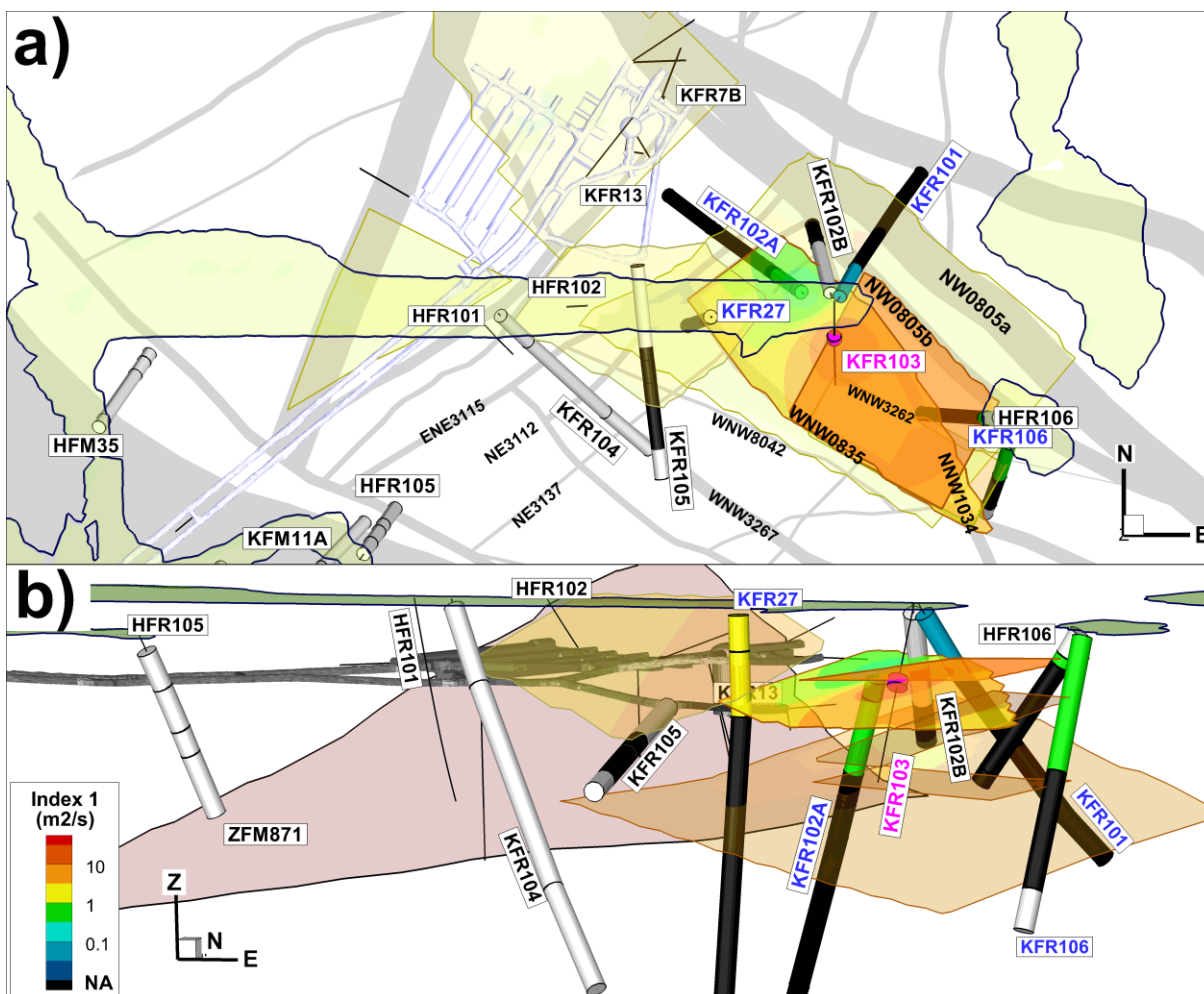 a)
KFR7B
KFR13
KFR102A
KFR102B
KFR101
HFR102
HFR101
KFR27
NW0805b
NW0805a
KFR103
WNW3262
HFR106
KFR106
HFM35
ENE3115
NE3112
KFR104
KFR105
WNW8042
WNW0835
NNW1034
HFR105
KFM11A
NE3137
WNW3267
N
Z
E
b)
HFR105
HFR101
HFR102
KFR27
HFR106
KFR13
KFR105
KFR102B
KFR103
KFR102A
KFR101
KFR104
ZFM871
KFR106
Index 1
(m2/s)
10
1
0.1
NA
Z
N
E